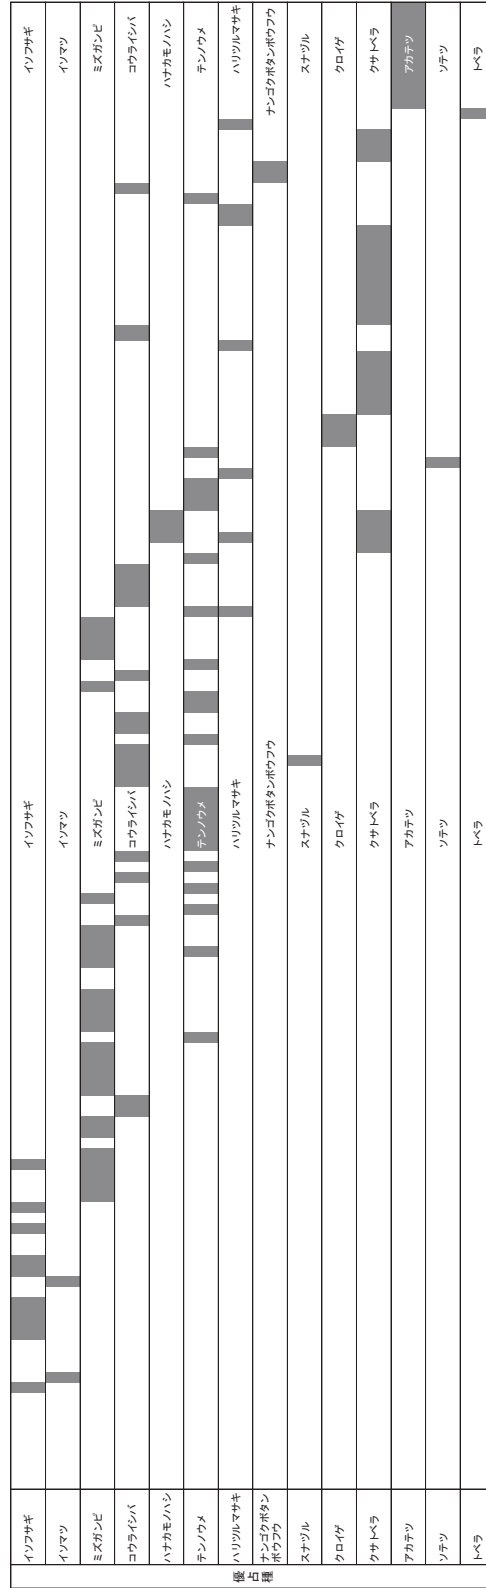 イソフサギ
イソマツ
ミズガンピ
コウライシバ
ハナカモノハシ
テンノウメ
ハリツルマサキ
ナンゴクボタンボウフウ
スナヅル
クロイゲ
クサトベラ
アカテツ
ソテツ
トベラ
イソフサギ
イソマツ
ミズガンピ
コウライシバ
ハナカモノハシ
テンノウメ
ハリツルマサキ
ナンゴクボタンボウフウ
スナヅル
クロイゲ
クサトベラ
アカテツ
ソテツ
トベラ
イソフサギ
イソマツ
ミズガンピ
コウライシバ
ハナカモノハシ
テンノウメ
ハリツルマサキ
ナンゴクボタン
ボウフウ
スナヅル
クロイゲ
クサトベラ
アカテツ
ソテツ
トベラ
優占種